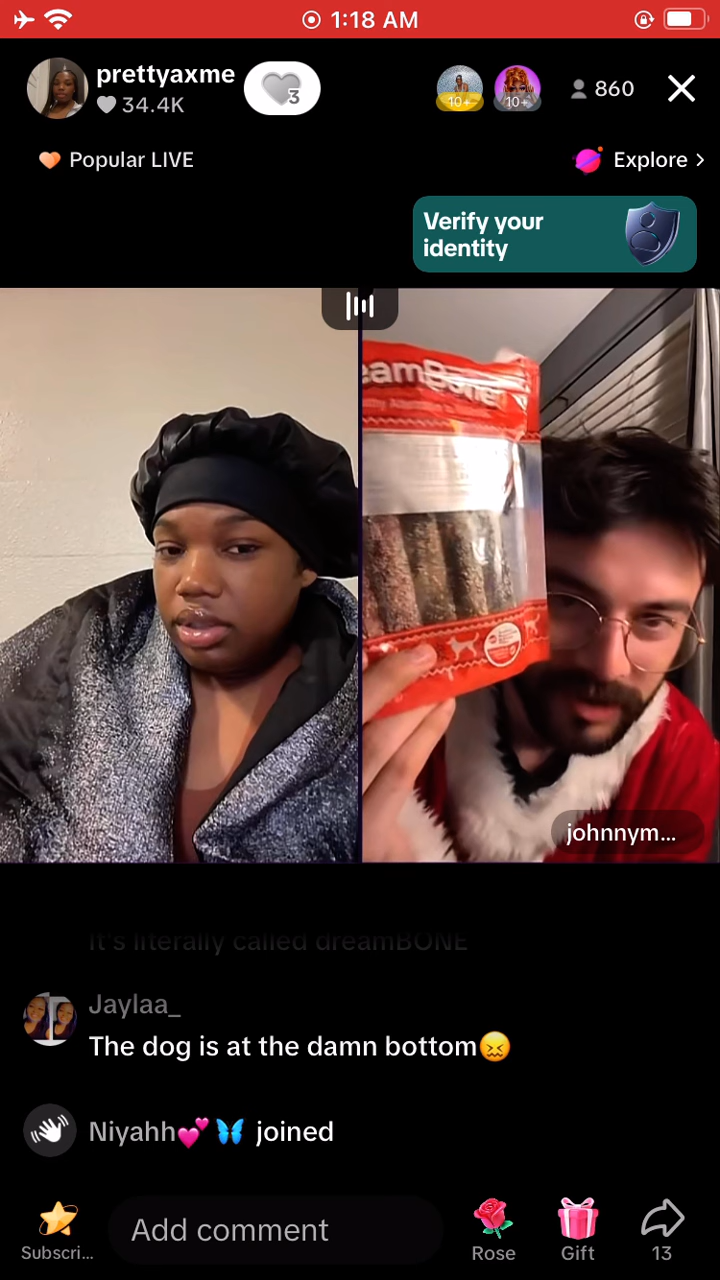 1:18 AM
prettyaxme
34.4K
3
10+
10+
860
Popular LIVE
Explore >
Verify your
identity
eamBone
johnnym...
It's literally called dreamBONE
Jaylaa_
The dog is at the damn bottom😖
Niyahh💕🦋 joined
Subscri...
Add comment
Rose
Gift
13